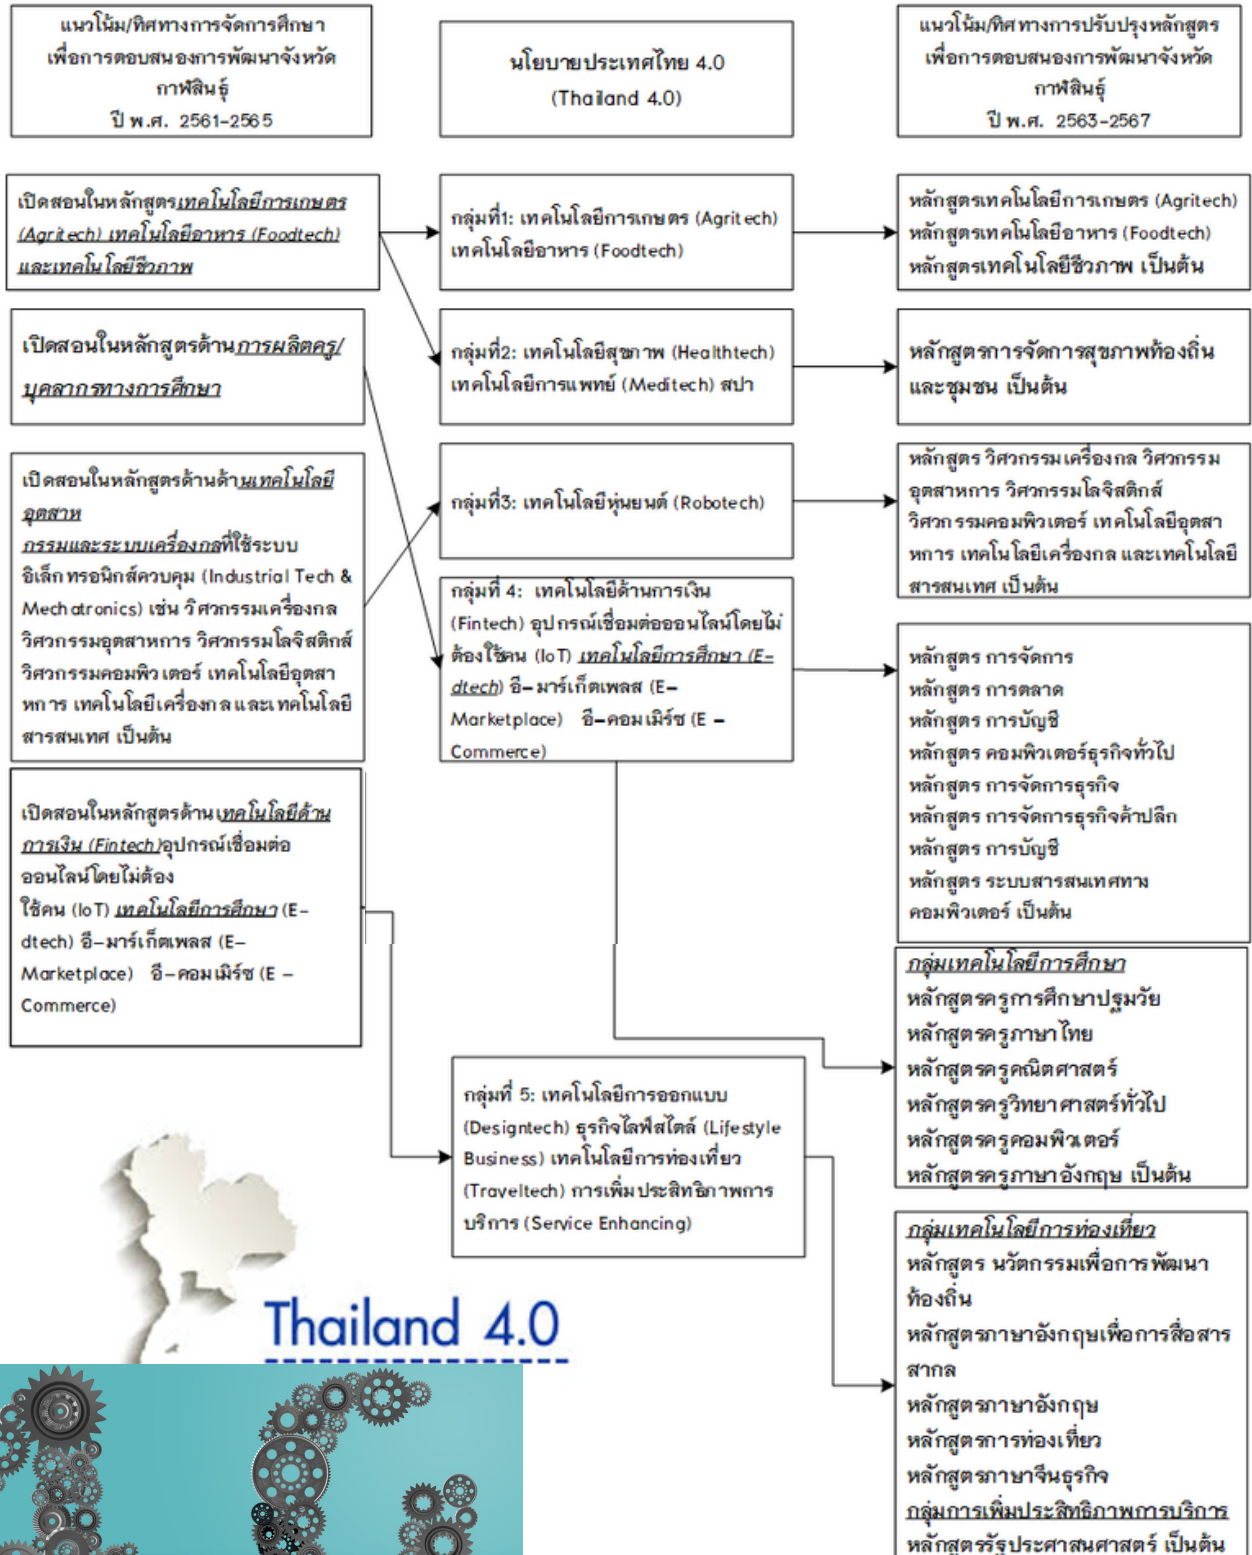 แนวโน้ม/ทิศทางการจัดการศึกษา
เพื่อการตอบสนองการพัฒนาจังหวัด
กาฬสินธุ์
ปี พ.ศ. 2561-2565
นโยบายประเทศไทย 4.0
(Thailand 4.0)
แนวโน้ม/ทิศทางการปรับปรุงหลักสูตร
เพื่อการตอบสนองการพัฒนาจังหวัด
กาฬสินธุ์
ปี พ.ศ. 2563-2567
เปิดสอนในหลักสูตรเทคโนโลยีการเกษตร
(Agritech) เทคโนโลยีอาหาร (Foodtech)
และเทคโนโลยีชีวภาพ
กลุ่มที่1: เทคโนโลยีการเกษตร (Agritech)
เทคโนโลยีอาหาร (Foodtech)
หลักสูตรเทคโนโลยีการเกษตร (Agritech)
หลักสูตรเทคโนโลยีอาหาร (Foodtech)
หลักสูตรเทคโนโลยีชีวภาพ เป็นต้น
เปิดสอนในหลักสูตรด้านการผลิตครู/
บุคลากรทางการศึกษา
กลุ่มที่2: เทคโนโลยีสุขภาพ (Healthtech)
เทคโนโลยีการแพทย์ (Meditech) สปา
หลักสูตรการจัดการสุขภาพท้องถิ่น
และชุมชน เป็นต้น
เปิดสอนในหลักสูตรด้านด้านเทคโนโลยี
อุตสาห
กรรมและระบบเครื่องกลที่ใช้ระบบ
อิเล็กทรอนิกส์ควบคุม (Industrial Tech &
Mechatronics) เช่น วิศวกรรมเครื่องกล
วิศวกรรมอุตสาหการ วิศวกรรมโลจิสติกส์
วิศวกรรมคอมพิวเตอร์ เทคโนโลยีอุตสา
หการ เทคโนโลยีเครื่องกล และเทคโนโลยี
สารสนเทศ เป็นต้น
กลุ่มที่3: เทคโนโลยีหุ่นยนต์ (Robotech)
หลักสูตร วิศวกรรมเครื่องกล วิศวกรรม
อุตสาหการ วิศวกรรมโลจิสติกส์
วิศวกรรมคอมพิวเตอร์ เทคโนโลยีอุตสา
หการ เทคโนโลยีเครื่องกล และเทคโนโลยี
สารสนเทศ เป็นต้น
กลุ่มที่ 4: เทคโนโลยีด้านการเงิน
(Fintech) อุปกรณ์เชื่อมต่อออนไลน์โดยไม่
ต้องใช้คน (IoT) เทคโนโลยีการศึกษา (E-
dtech) อี-มาร์เก็ตเพลส (E-
Marketplace) อี-คอมเมิร์ซ (E -
Commerce)
หลักสูตร การจัดการ
หลักสูตร การตลาด
หลักสูตร การบัญชี
หลักสูตร คอมพิวเตอร์ธุรกิจทั่วไป
หลักสูตร การจัดการธุรกิจ
หลักสูตร การจัดการธุรกิจค้าปลีก
หลักสูตร การบัญชี
หลักสูตร ระบบสารสนเทศทาง
คอมพิวเตอร์ เป็นต้น
เปิดสอนในหลักสูตรด้านเทคโนโลยีด้าน
การเงิน (Fintech)อุปกรณ์เชื่อมต่อ
ออนไลน์โดยไม่ต้อง
ใช้คน (IoT) เทคโนโลยีการศึกษา (E-
dtech) อี-มาร์เก็ตเพลส (E-
Marketplace) อี-คอมเมิร์ซ (E -
Commerce)
กลุ่มเทคโนโลยีการศึกษา
หลักสูตรครูการศึกษาปฐมวัย
หลักสูตรครูภาษาไทย
หลักสูตรครูคณิตศาสตร์
หลักสูตรครูวิทยาศาสตร์ทั่วไป
หลักสูตรครูคอมพิวเตอร์
หลักสูตรครูภาษาอังกฤษ เป็นต้น
กลุ่มที่ 5: เทคโนโลยีการออกแบบ
(Designtech) ธุรกิจไลฟ์สไตล์ (Lifestyle
Business) เทคโนโลยีการท่องเที่ยว
(Traveltech) การเพิ่มประสิทธิภาพการ
บริการ (Service Enhancing)
กลุ่มเทคโนโลยีการท่องเที่ยว
หลักสูตร นวัตกรรมเพื่อการพัฒนา
ท้องถิ่น
หลักสูตรภาษาอังกฤษเพื่อการสื่อสาร
สากล
หลักสูตรภาษาอังกฤษ
หลักสูตรการท่องเที่ยว
หลักสูตรภาษาจีนธุรกิจ
กลุ่มการเพิ่มประสิทธิภาพการบริการ
หลักสูตรรัฐประศาสนศาสตร์ เป็นต้น
Thailand 4.0